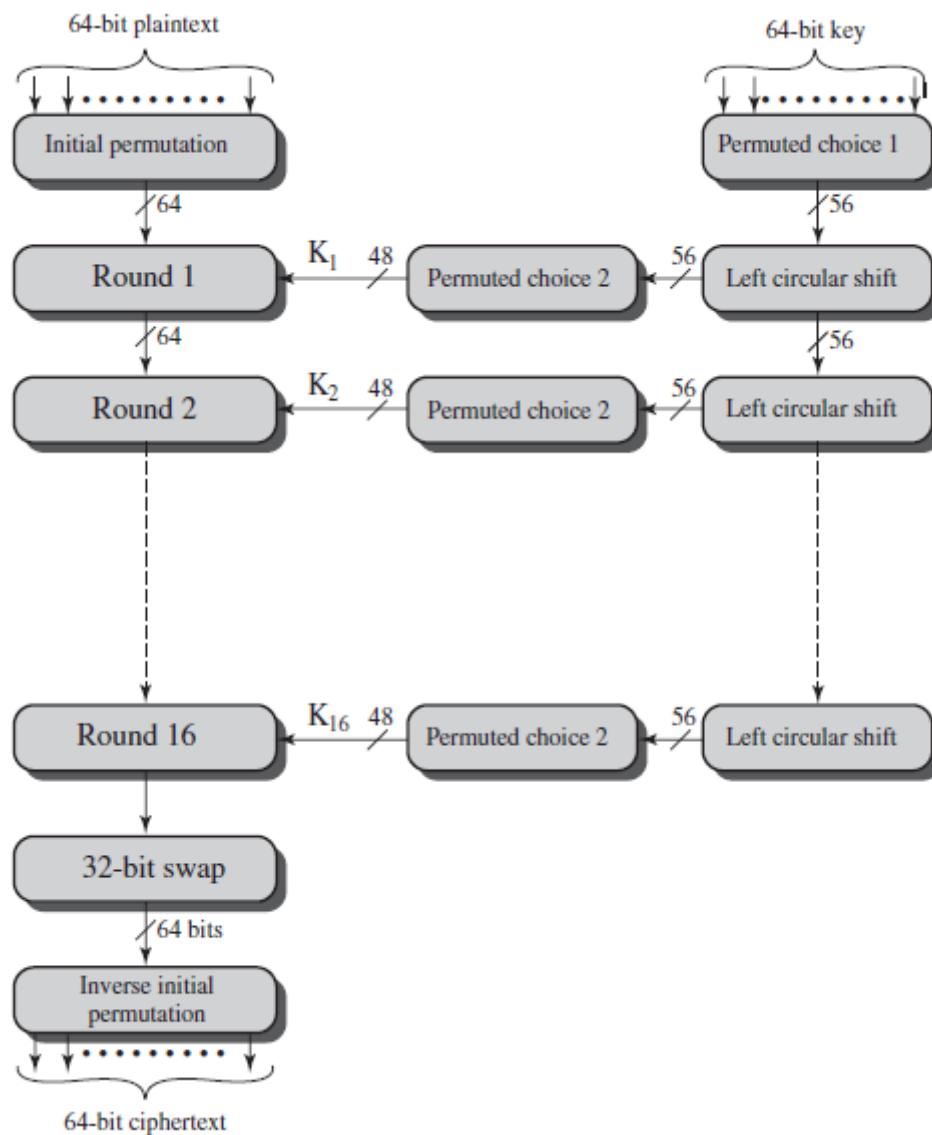 64-bit plaintext
64-bit key
Initial permutation
Permuted choice 1
64
56
Round 1
K1
48
Permuted choice 2
56
Left circular shift
64
56
Round 2
K2
48
Permuted choice 2
56
Left circular shift
Round 16
K16
48
Permuted choice 2
56
Left circular shift
32-bit swap
64 bits
Inverse initial
permutation
64-bit ciphertext